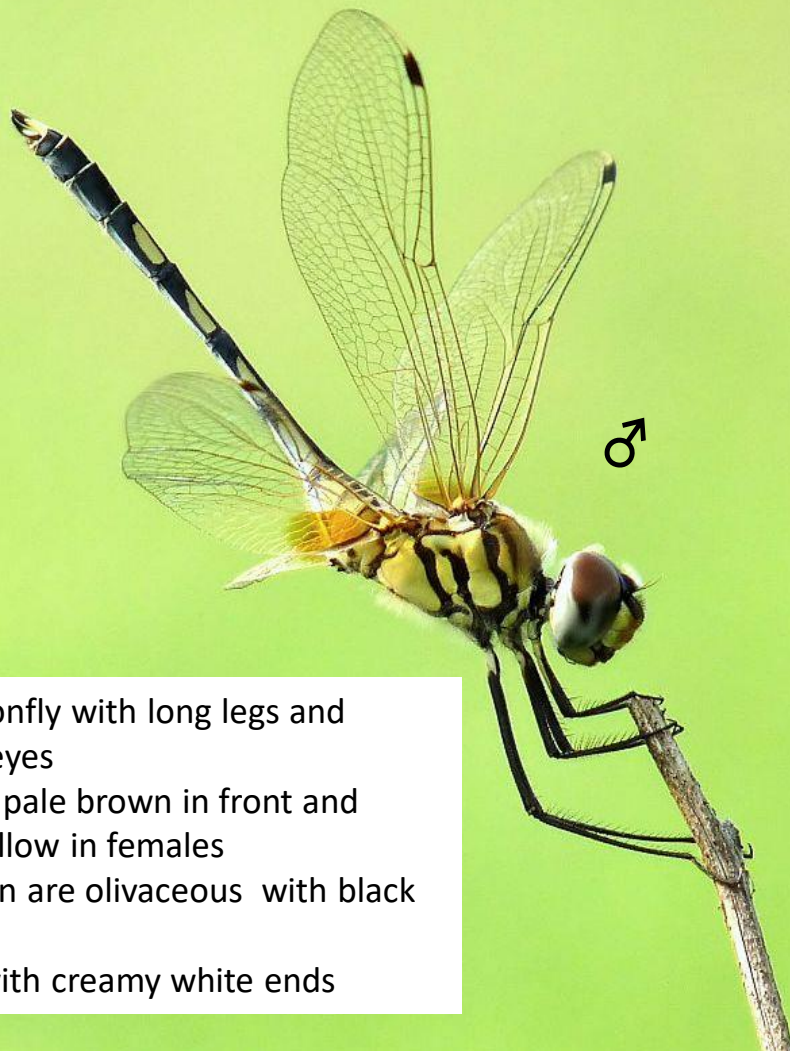 ♂
onfly with long legs and
eyes
pale brown in front and
llow in females
n are olivaceous with black
ith creamy white ends